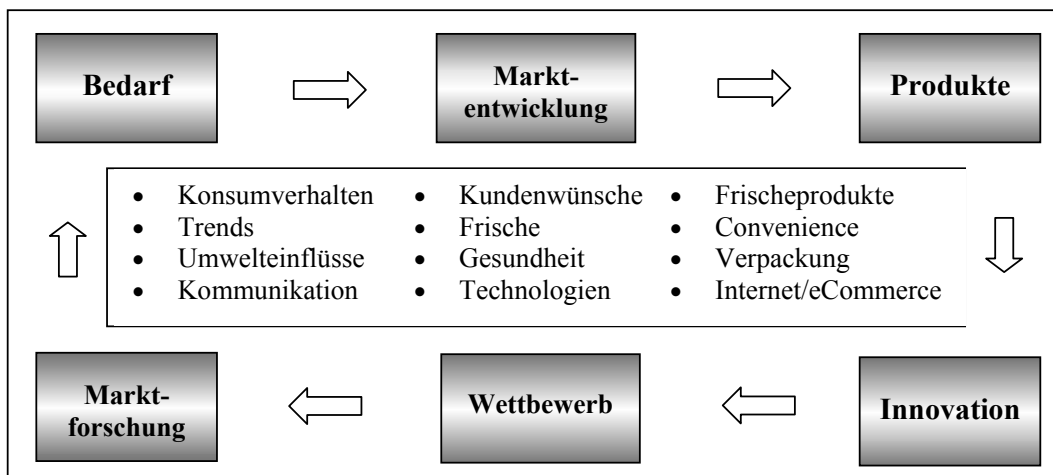 Bedarf
Markt-
entwicklung
Produkte
• Konsumverhalten
• Trends
• Umwelteinflüsse
• Kommunikation
• Kundenwünsche
• Frische
• Gesundheit
• Technologien
• Frischeprodukte
• Convenience
• Verpackung
• Internet/eCommerce
Markt-
forschung
Wettbewerb
Innovation